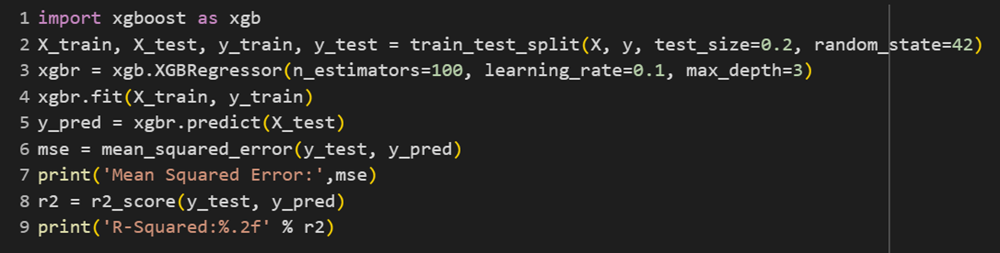 1 import xgboost as xgb
2 X_train, X_test, y_train, y_test = train_test_split(X, y, test_size=0.2, random_state=42)
3 xgbr = xgb.XGBRegressor(n_estimators=100, learning_rate=0.1, max_depth=3)
4 xgbr.fit(X_train, y_train)
5 y_pred = xgbr.predict(X_test)
6 mse = mean_squared_error(y_test, y_pred)
7 print('Mean Squared Error:',mse)
8 r2 = r2_score(y_test, y_pred)
9 print('R-Squared:%.2f' % r2)